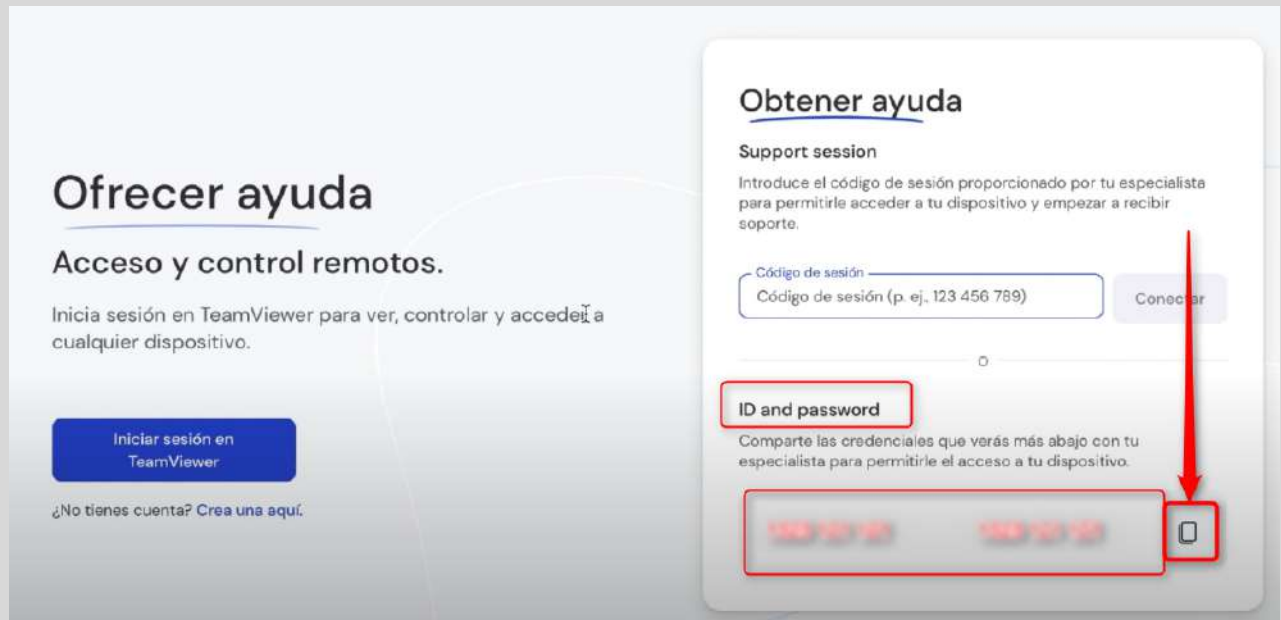 Ofrecer ayuda
Acceso y control remotos.
Inicia sesión en TeamViewer para ver, controlar y acceder a
cualquier dispositivo.
Iniciar sesión en
TeamViewer
¿No tienes cuenta? Crea una aquí.
Obtener ayuda
Support session
Introduce el código de sesión proporcionado por tu especialista
para permitirle acceder a tu dispositivo y empezar a recibir
soporte.
Código de sesión
Código de sesión (p. ej., 123 456 789)
Conectar
O
ID and password
Comparte las credenciales que verás más abajo con tu
especialista para permitirle el acceso a tu dispositivo.